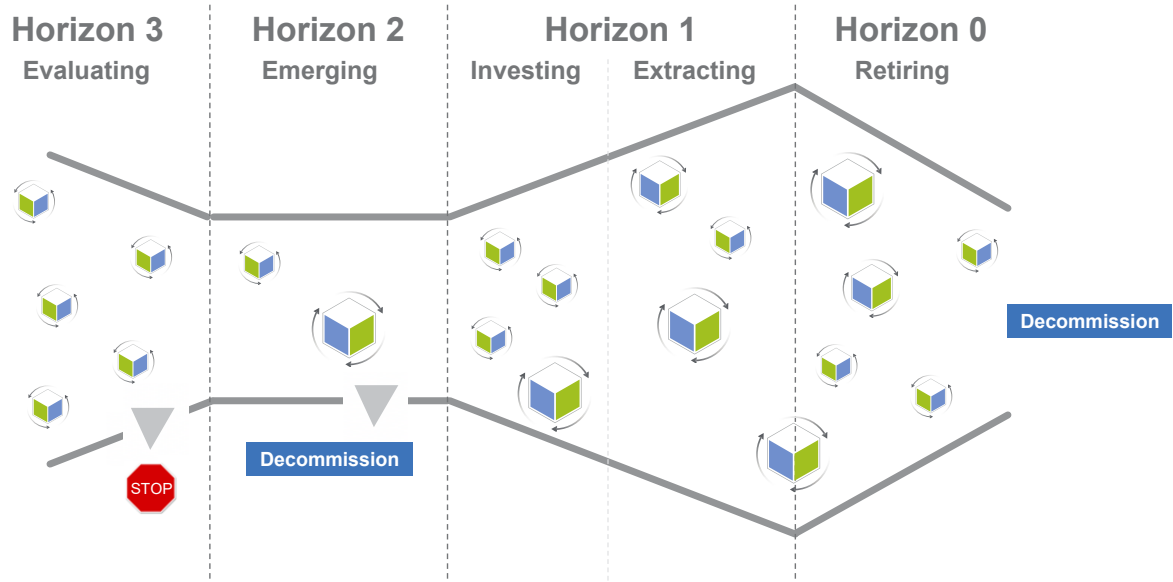 Horizon 3
Evaluating
Horizon 2
Emerging
Horizon 1
Investing
Extracting
Horizon 0
Retiring
STOP
Decommission
Decommission